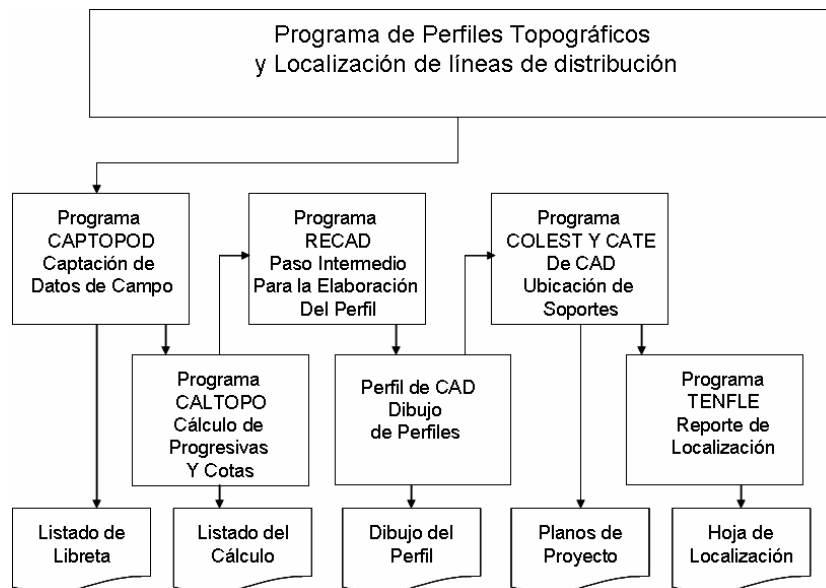 Programa de Perfiles Topográficos
y Localización de líneas de distribución
Programa
CAPTOPOD
Captación de
Datos de Campo
Programa
RECAD
Paso Intermedio
Para la Elaboración
Del Perfil
Programa
COLEST Y CATE
De CAD
Ubicación de
Soportes
Programa
CALTOPO
Cálculo de
Progresivas
Y Cotas
Perfil de CAD
Dibujo
de Perfiles
Programa
TENFLE
Reporte de
Localización
Listado de
Libreta
Listado del
Cálculo
Dibujo del
Perfil
Planos de
Proyecto
Hoja de
Localización